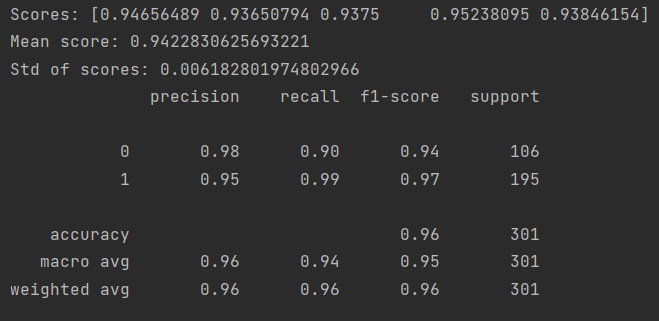 Scores: [0.94656489 0.93650794 0.9375     0.95238095 0.93846154]
Mean score: 0.9422830625693221
Std of scores: 0.006182801974802966
              precision    recall  f1-score   support

           0       0.98      0.90      0.94       106
           1       0.95      0.99      0.97       195

    accuracy                           0.96       301
   macro avg       0.96      0.94      0.95       301
weighted avg       0.96      0.96      0.96       301